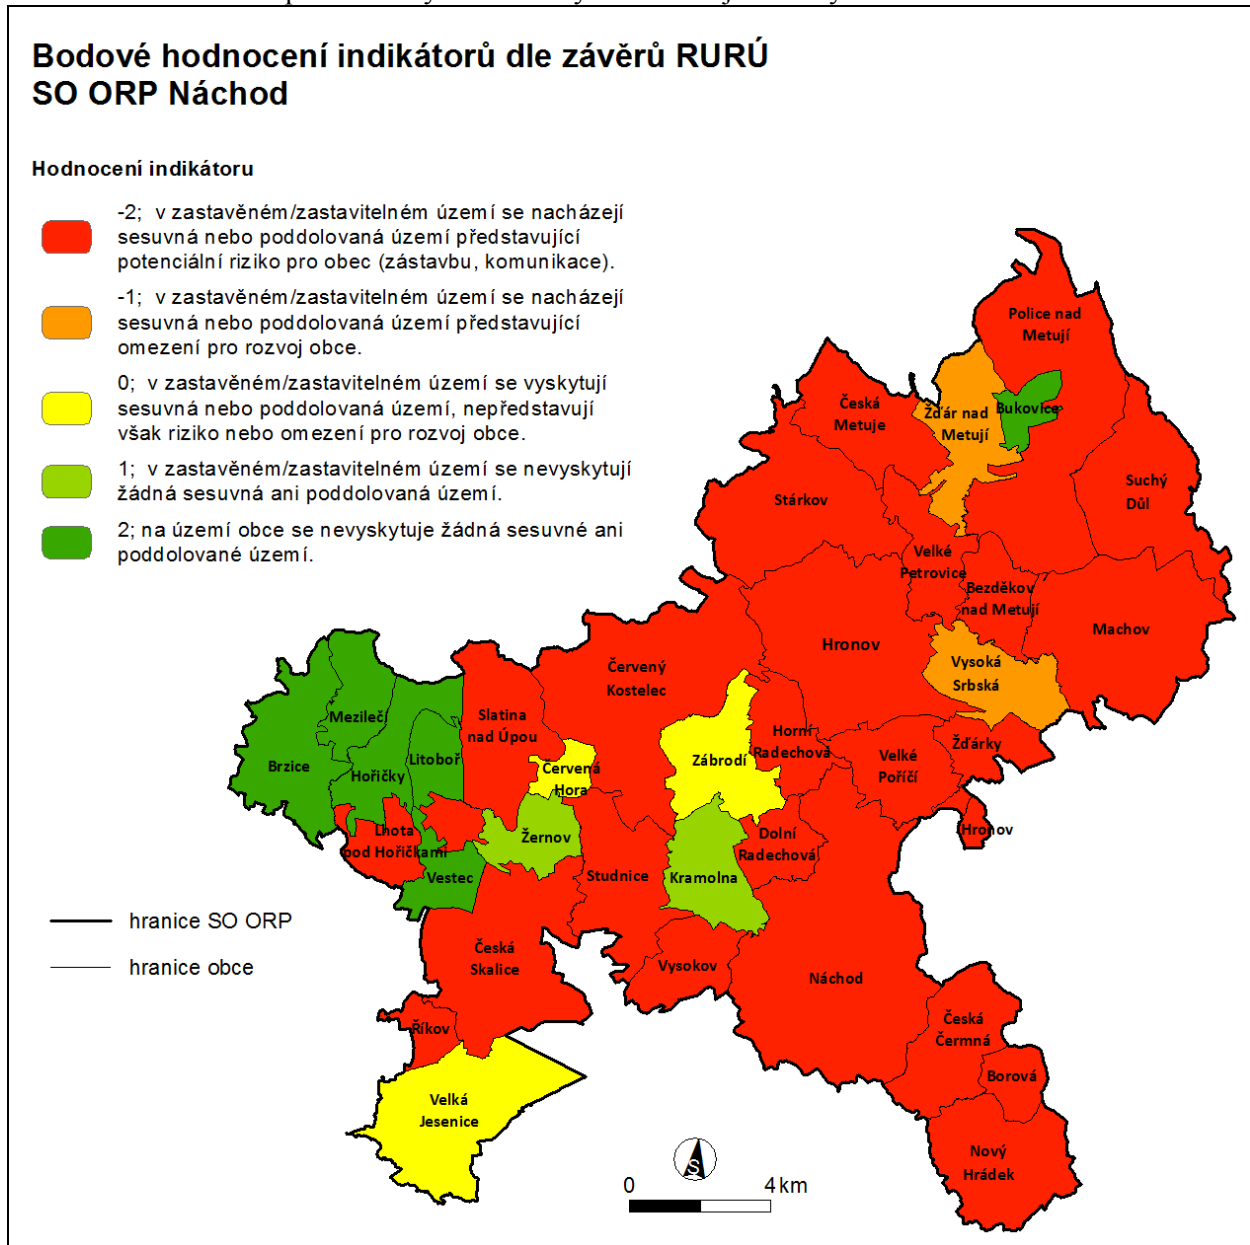 Bodové hodnocení indikátorů dle závěrů RURÚ
SO ORP Náchod
Hodnocení indikátoru
-2; v zastavěném/zastavitelném území se nacházejí
sesuvná nebo poddolovaná území představující
potenciální riziko pro obec (zástavbu, komunikace).
-1; v zastavěném/zastavitelném území se nacházejí
sesuvná nebo poddolovaná území představující
omezení pro rozvoj obce.
0; v zastavěném/zastavitelném území se vyskytují
sesuvná nebo poddolovaná území, nepředstavují
však riziko nebo omezení pro rozvoj obce.
1; v zastavěném/zastavitelném území se nevyskytují
žádná sesuvná ani poddolovaná území.
2; na území obce se nevyskytuje žádná sesuvné ani
poddolované území.
Police nad
Metují
Česká
Metuje
Žďár nad
Metují
Bukovice
Suchý
Důl
Stárkov
Velké
Petrovice
Bezděkov
nad Metují
Machov
Hronov
Vysoká
Srbská
Červený
Kostelec
Mezileč
Slatina
nad Úpou
Brzice
Hořičky
Litoboř
Červená
Hora
Zábrodí
Horní
Radechová
Velké
Poříčí
Žďárky
Hronov
Lhota
pod Hořičkami
Žernov
Dolní
Radechová
Vestec
Studnice
Kramolna
hranice SO ORP
hranice obce
Česká
Skalice
Vysokov
Náchod
Říkov
Česká
Čermná
Borová
Velká
Jesenice
Nový
Hrádek
S
0 4 km